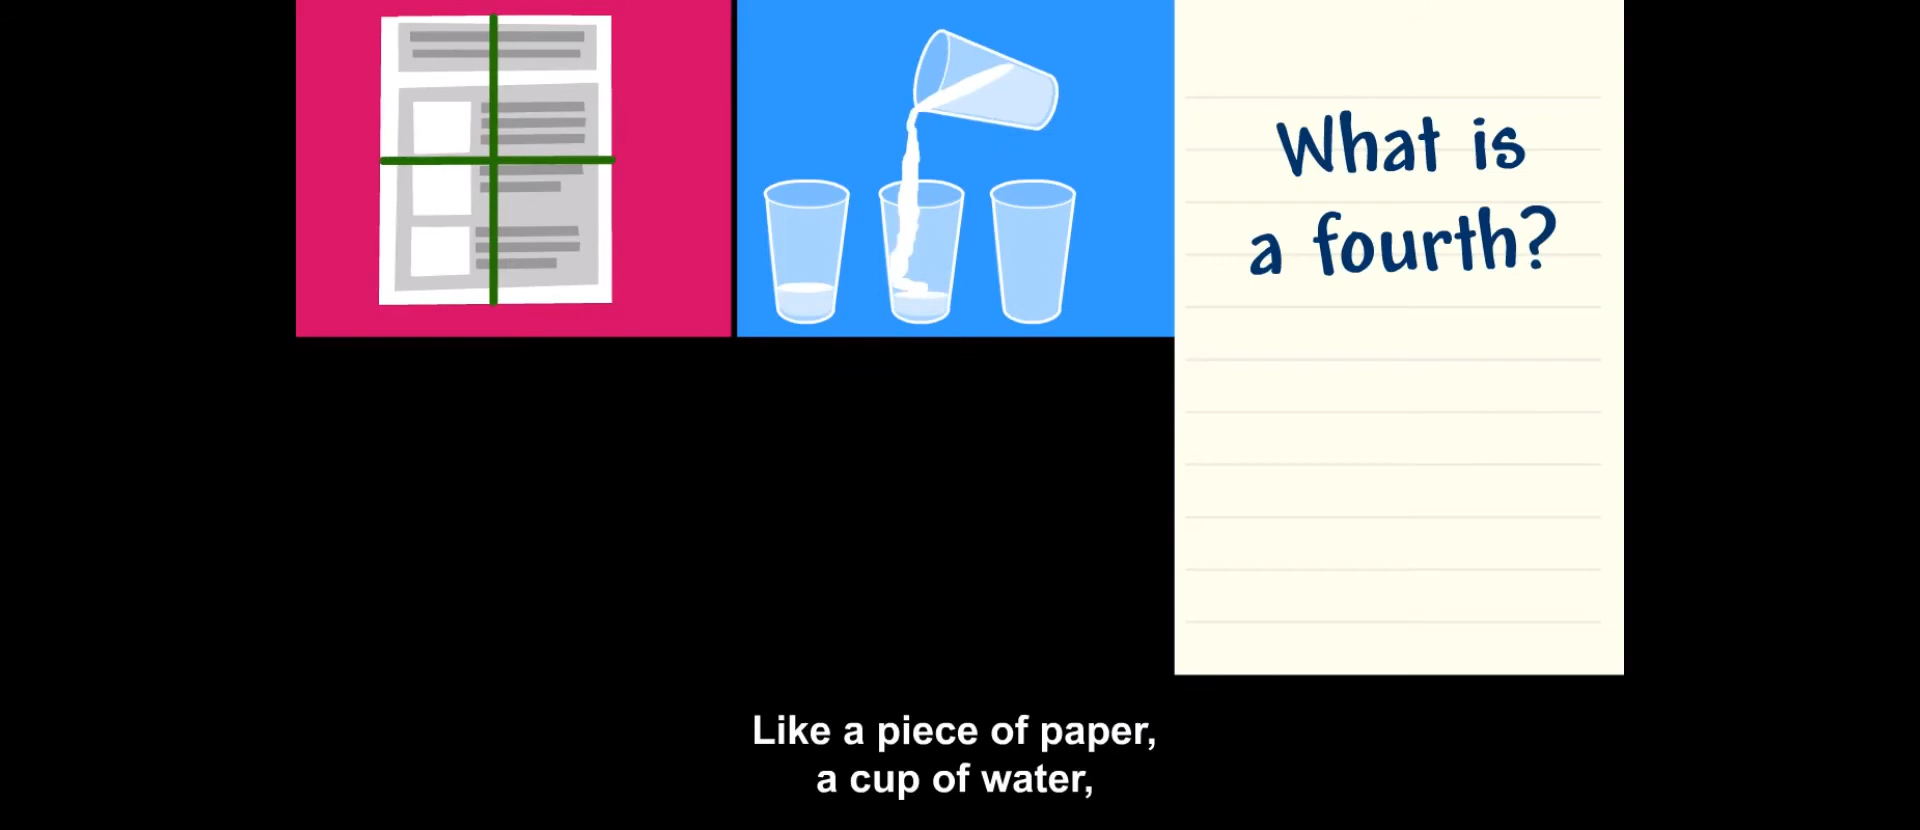 What is
a fourth?
Like a piece of paper,
a cup of water,